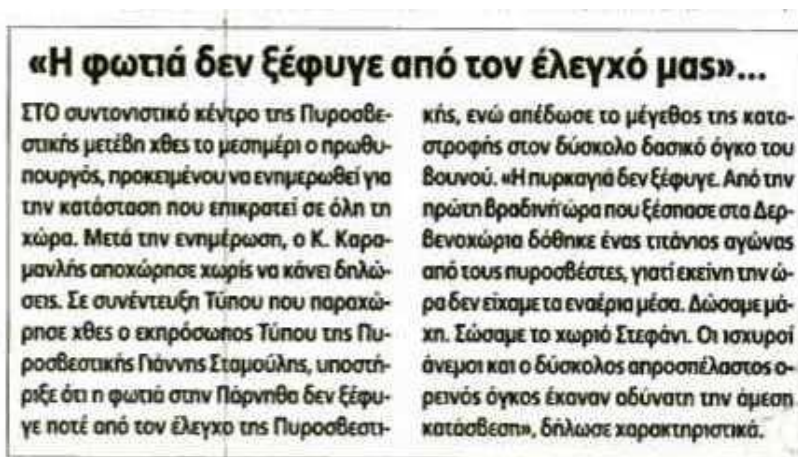 «Η φωτιά δεν ξέφυγε από τον έλεγχό μας»...
ΣΤΟ συντονιστικό κέντρο της Πυροσβε-
στικής μετέβη χθες το μεσημέρι ο πρωθυ-
πουργός, προκειμένου να ενημερωθεί για
την κατάσταση που επικρατεί σε όλη τη
χώρα. Μετά την ενημέρωση, ο Κ. Καρα-
μανλής αποχώρησε χωρίς να κάνει δηλώ-
σεις. Σε συνέντευξη Τύπου που παραχώ-
ρησε χθες ο εκπρόσωπος Τύπου της Πυ-
ροσβεστικής Γιάννης Σταμούλης, υποστή-
ριξε ότι η φωτιά στην Πάρνηθα δεν ξέφυ-
γε ποτέ από τον έλεγχο της Πυροσβεστι-
κής, ενώ απέδωσε το μέγεθος της κατα-
στροφής στον δύσκολο δασικό όγκο του
βουνού. «Η πυρκαγιά δεν ξέφυγε. Από την
πρώτη βραδινή ώρα που ξέσπασε στα Δερ-
βενοχώρια δόθηκε ένας τιτάνιος αγώνας
από τους πυροσβέστες, γιατί εκείνη την ώ-
ρα δεν είχαμε τα εναέρια μέσα. Δώσαμε μά-
χη. Σώσαμε το χωριό Στεφάνι. Οι ισχυροί
άνεμοι και ο δύσκολος απροσπέλαστος ο-
ρεινός όγκος έκαναν αδύνατη την άμεση
κατάσβεση», δήλωσε χαρακτηριστικά.